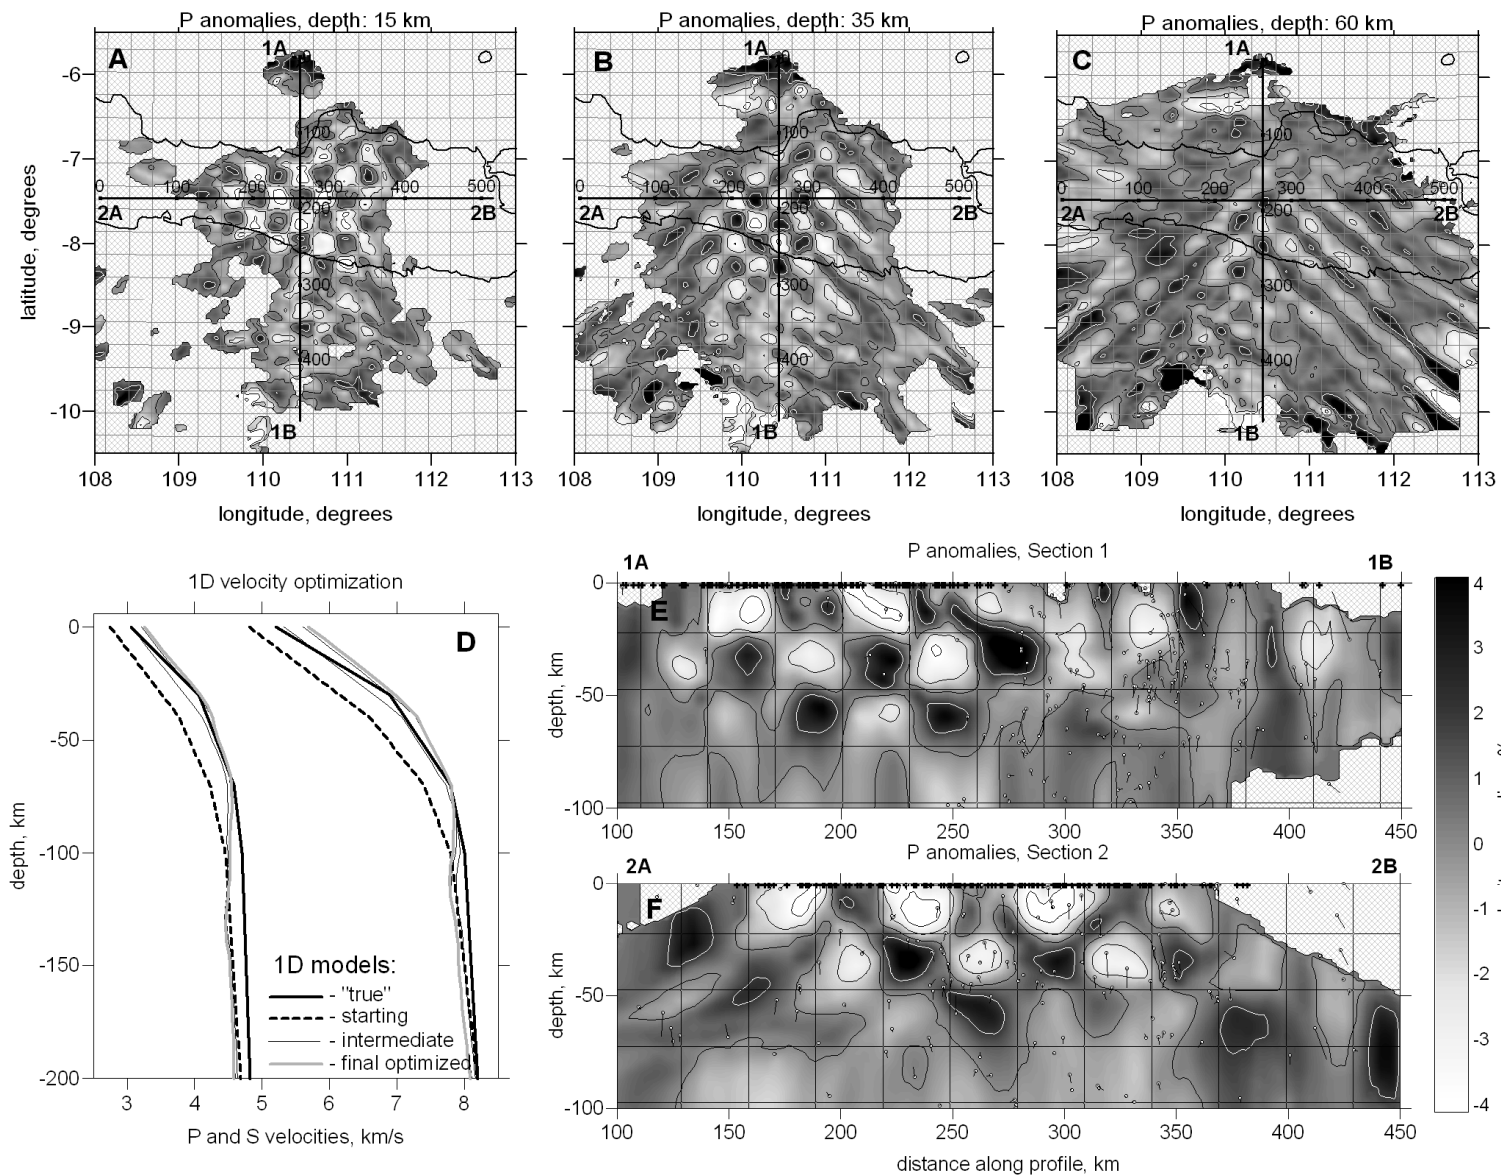 P anomalies, depth: 15 km
P anomalies, depth: 35 km
P anomalies, depth: 60 km
A
1A
B
1A
C
1A
-6
-7
-8
-9
-10
latitude, degrees
100
0 100 200 300 400 500
2A 200 2B
300
400
1B
100
0 100 200 300 400 500
2A 200 2B
300
400
1B
100
0 100 200 300 400 500
2A 200 2B
300
400
1B
108 109 110 111 112 113
108 109 110 111 112 113
108 109 110 111 112 113
longitude, degrees
longitude, degrees
longitude, degrees
1D velocity optimization
D
0
-50
-100
-150
-200
depth, km
1D models:
- "true"
- starting
- intermediate
- final optimized
3 4 5 6 7 8
P and S velocities, km/s
P anomalies, Section 1
1A 1B
E
0
-50
-100
depth, km
100 150 200 250 300 350 400 450
P anomalies, Section 2
2A 2B
F
0
-50
-100
depth, km
100 150 200 250 300 350 400 450
distance along profile, km
4
3
2
1
0
-1
-2
-3
-4